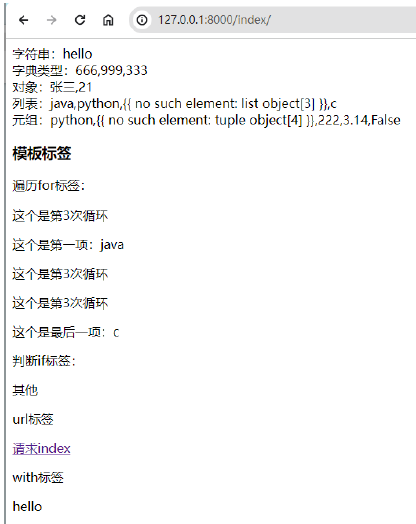 127.0.0.1:8000/index/
字符串：hello
字典类型：666,999,333
对象：张三,21
列表：java,python,{{ no such element: list object[3] }},c
元组：python,{{ no such element: tuple object[4] }},222,3.14,False
模板标签
遍历for标签：
这个是第3次循环
这个是第一项：java
这个是第3次循环
这个是第3次循环
这个是最后一项：c
判断if标签：
其他
url标签
请求index
with标签
hello